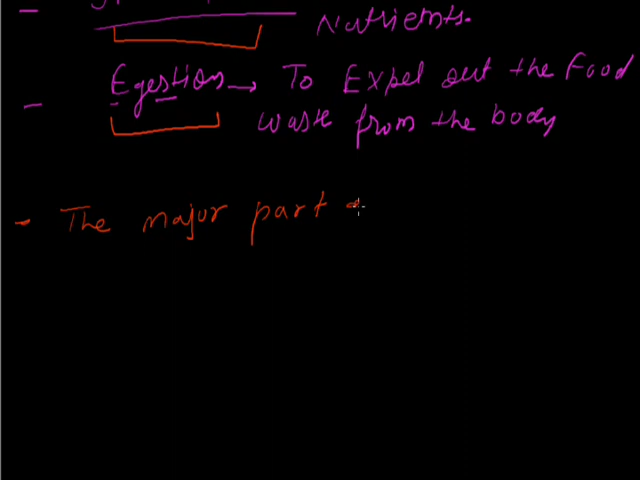 Nutrients.
- Egestion → To Expel out the Food
waste from the body
- The major part